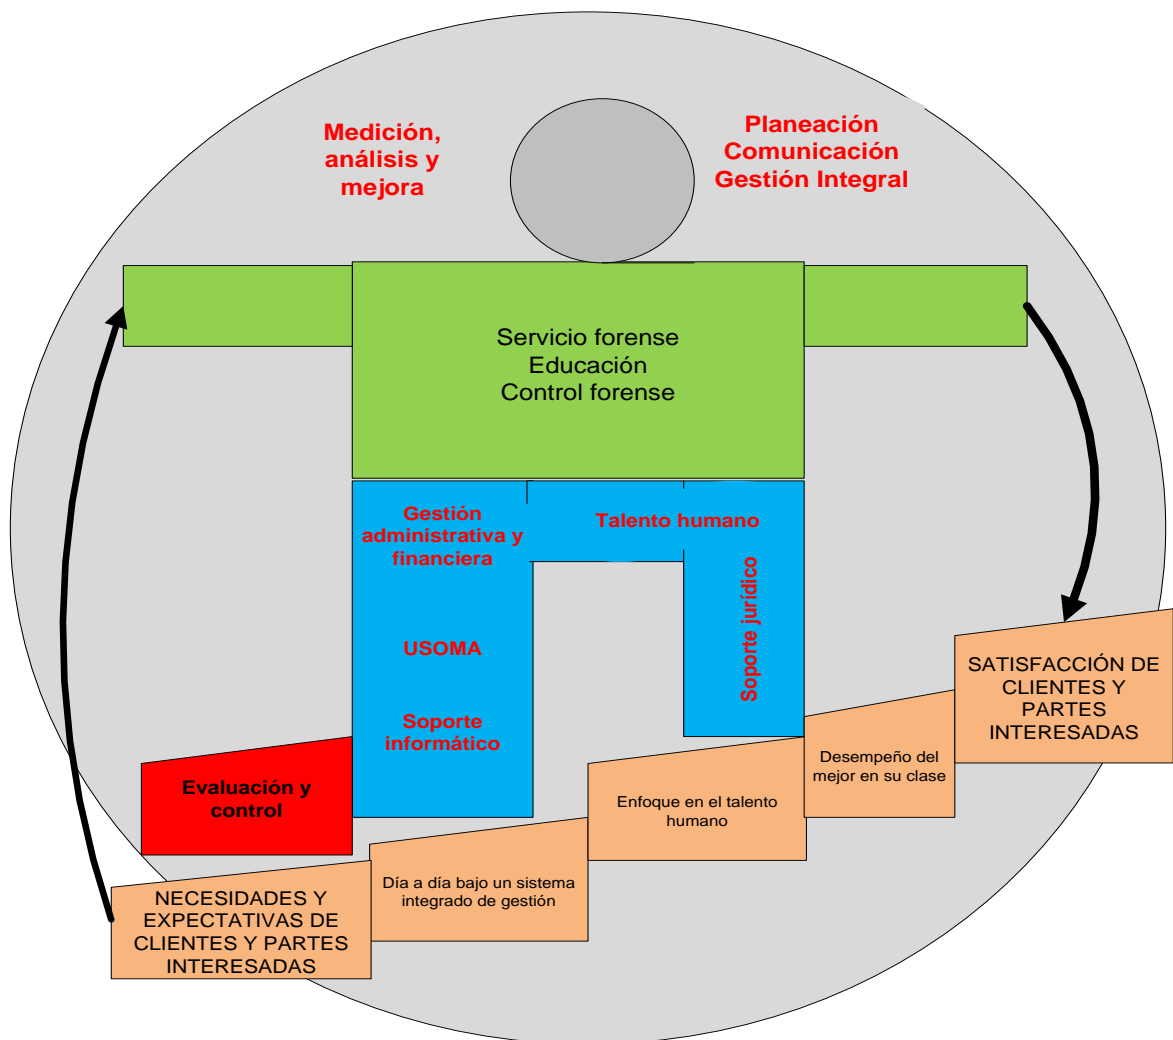 Medición,
análisis y
mejora
Planeación
Comunicación
Gestión Integral
Servicio forense
Educación
Control forense
Gestión
administrativa y
financiera
Talento humano
USOMA
Soporte
informático
Soporte jurídico
Evaluación y
control
NECESIDADES Y
EXPECTATIVAS DE
CLIENTES Y PARTES
INTERESADAS
Día a día bajo un sistema
integrado de gestión
Enfoque en el talento
humano
Desempeño del
mejor en su clase
SATISFACCIÓN DE
CLIENTES Y
PARTES
INTERESADAS